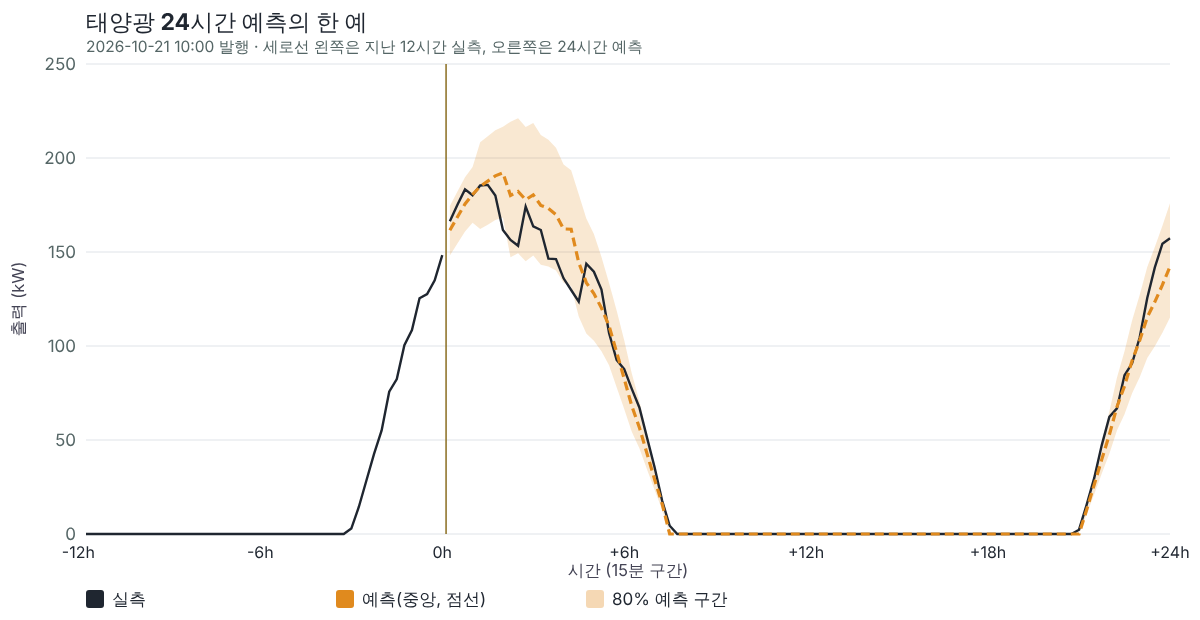 태양광 24시간 예측의 한 예
2026-10-21 10:00 발행 · 세로선 왼쪽은 지난 12시간 실측, 오른쪽은 24시간 예측
250
200
150
100
50
0
출력 (kW)
-12h -6h 0h +6h +12h +18h +24h
시간 (15분 구간)
실측 예측(중앙, 점선) 80% 예측 구간